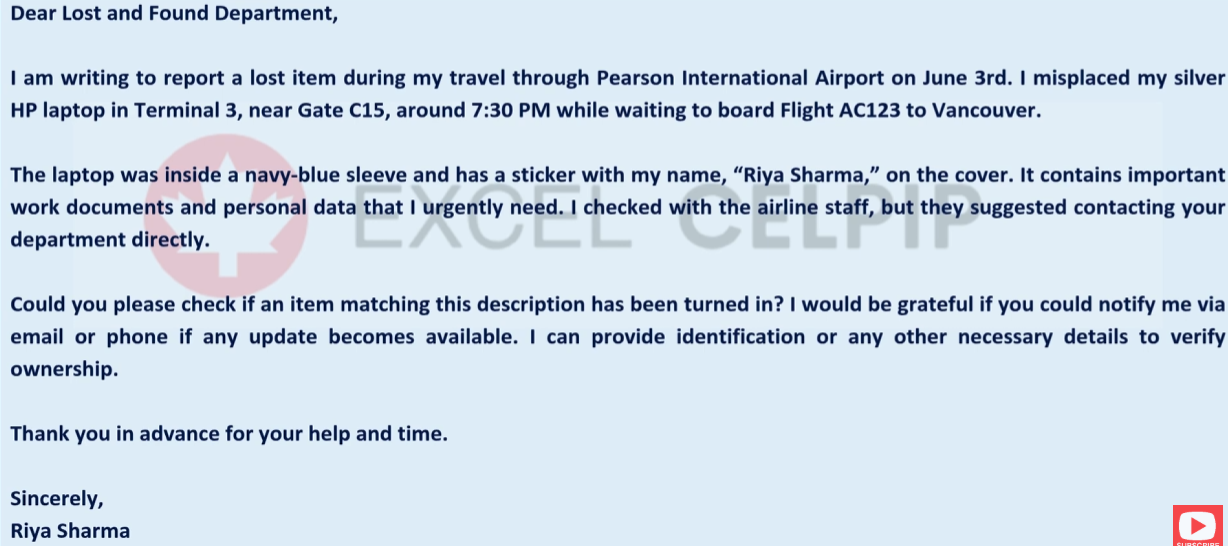 Dear Lost and Found Department,
I am writing to report a lost item during my travel through Pearson International Airport on June 3rd. I misplaced my silver
HP laptop in Terminal 3, near Gate C15, around 7:30 PM while waiting to board Flight AC123 to Vancouver.
The laptop was inside a navy-blue sleeve and has a sticker with my name, “Riya Sharma,” on the cover. It contains important
work documents and personal data that I urgently need. I checked with the airline staff, but they suggested contacting your
department directly.
EXCEL CELPIP
Could you please check if an item matching this description has been turned in? I would be grateful if you could notify me via
email or phone if any update becomes available. I can provide identification or any other necessary details to verify
ownership.
Thank you in advance for your help and time.
Sincerely,
Riya Sharma
SUBSCRIBE